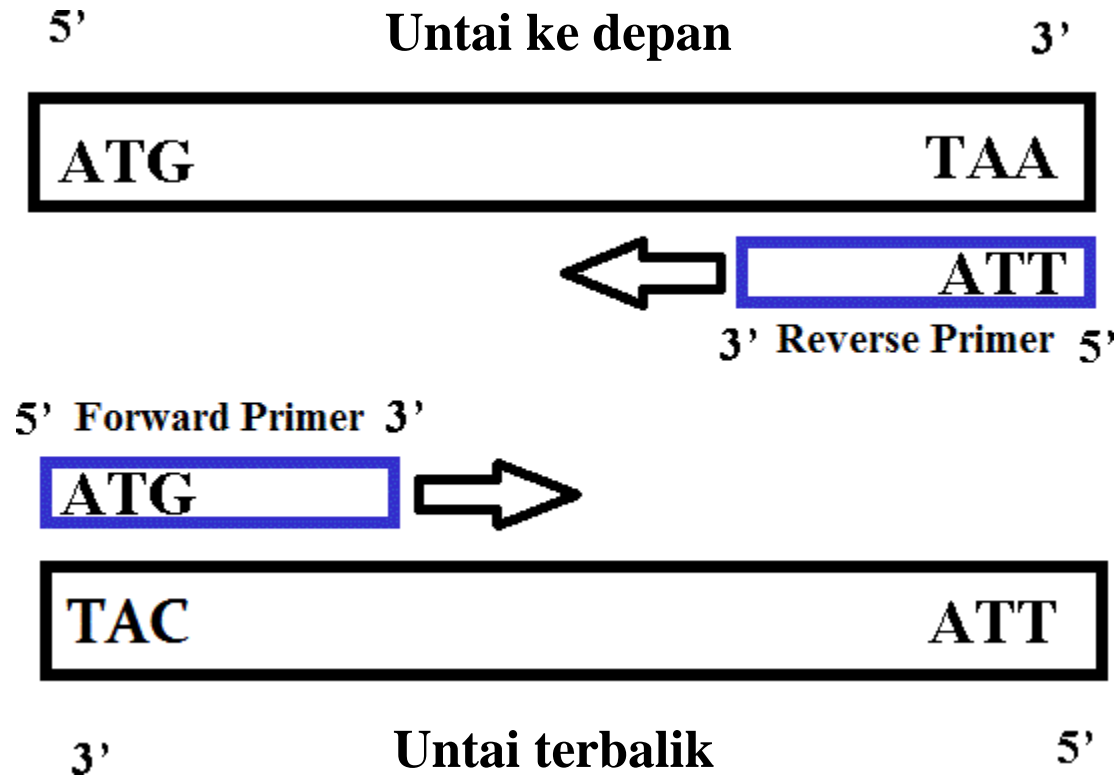 5’ Untai ke depan 3’
ATG TAA
ATT
3’ Reverse Primer 5’
5’ Forward Primer 3’
ATG
TAC ATT
3’ Untai terbalik 5’